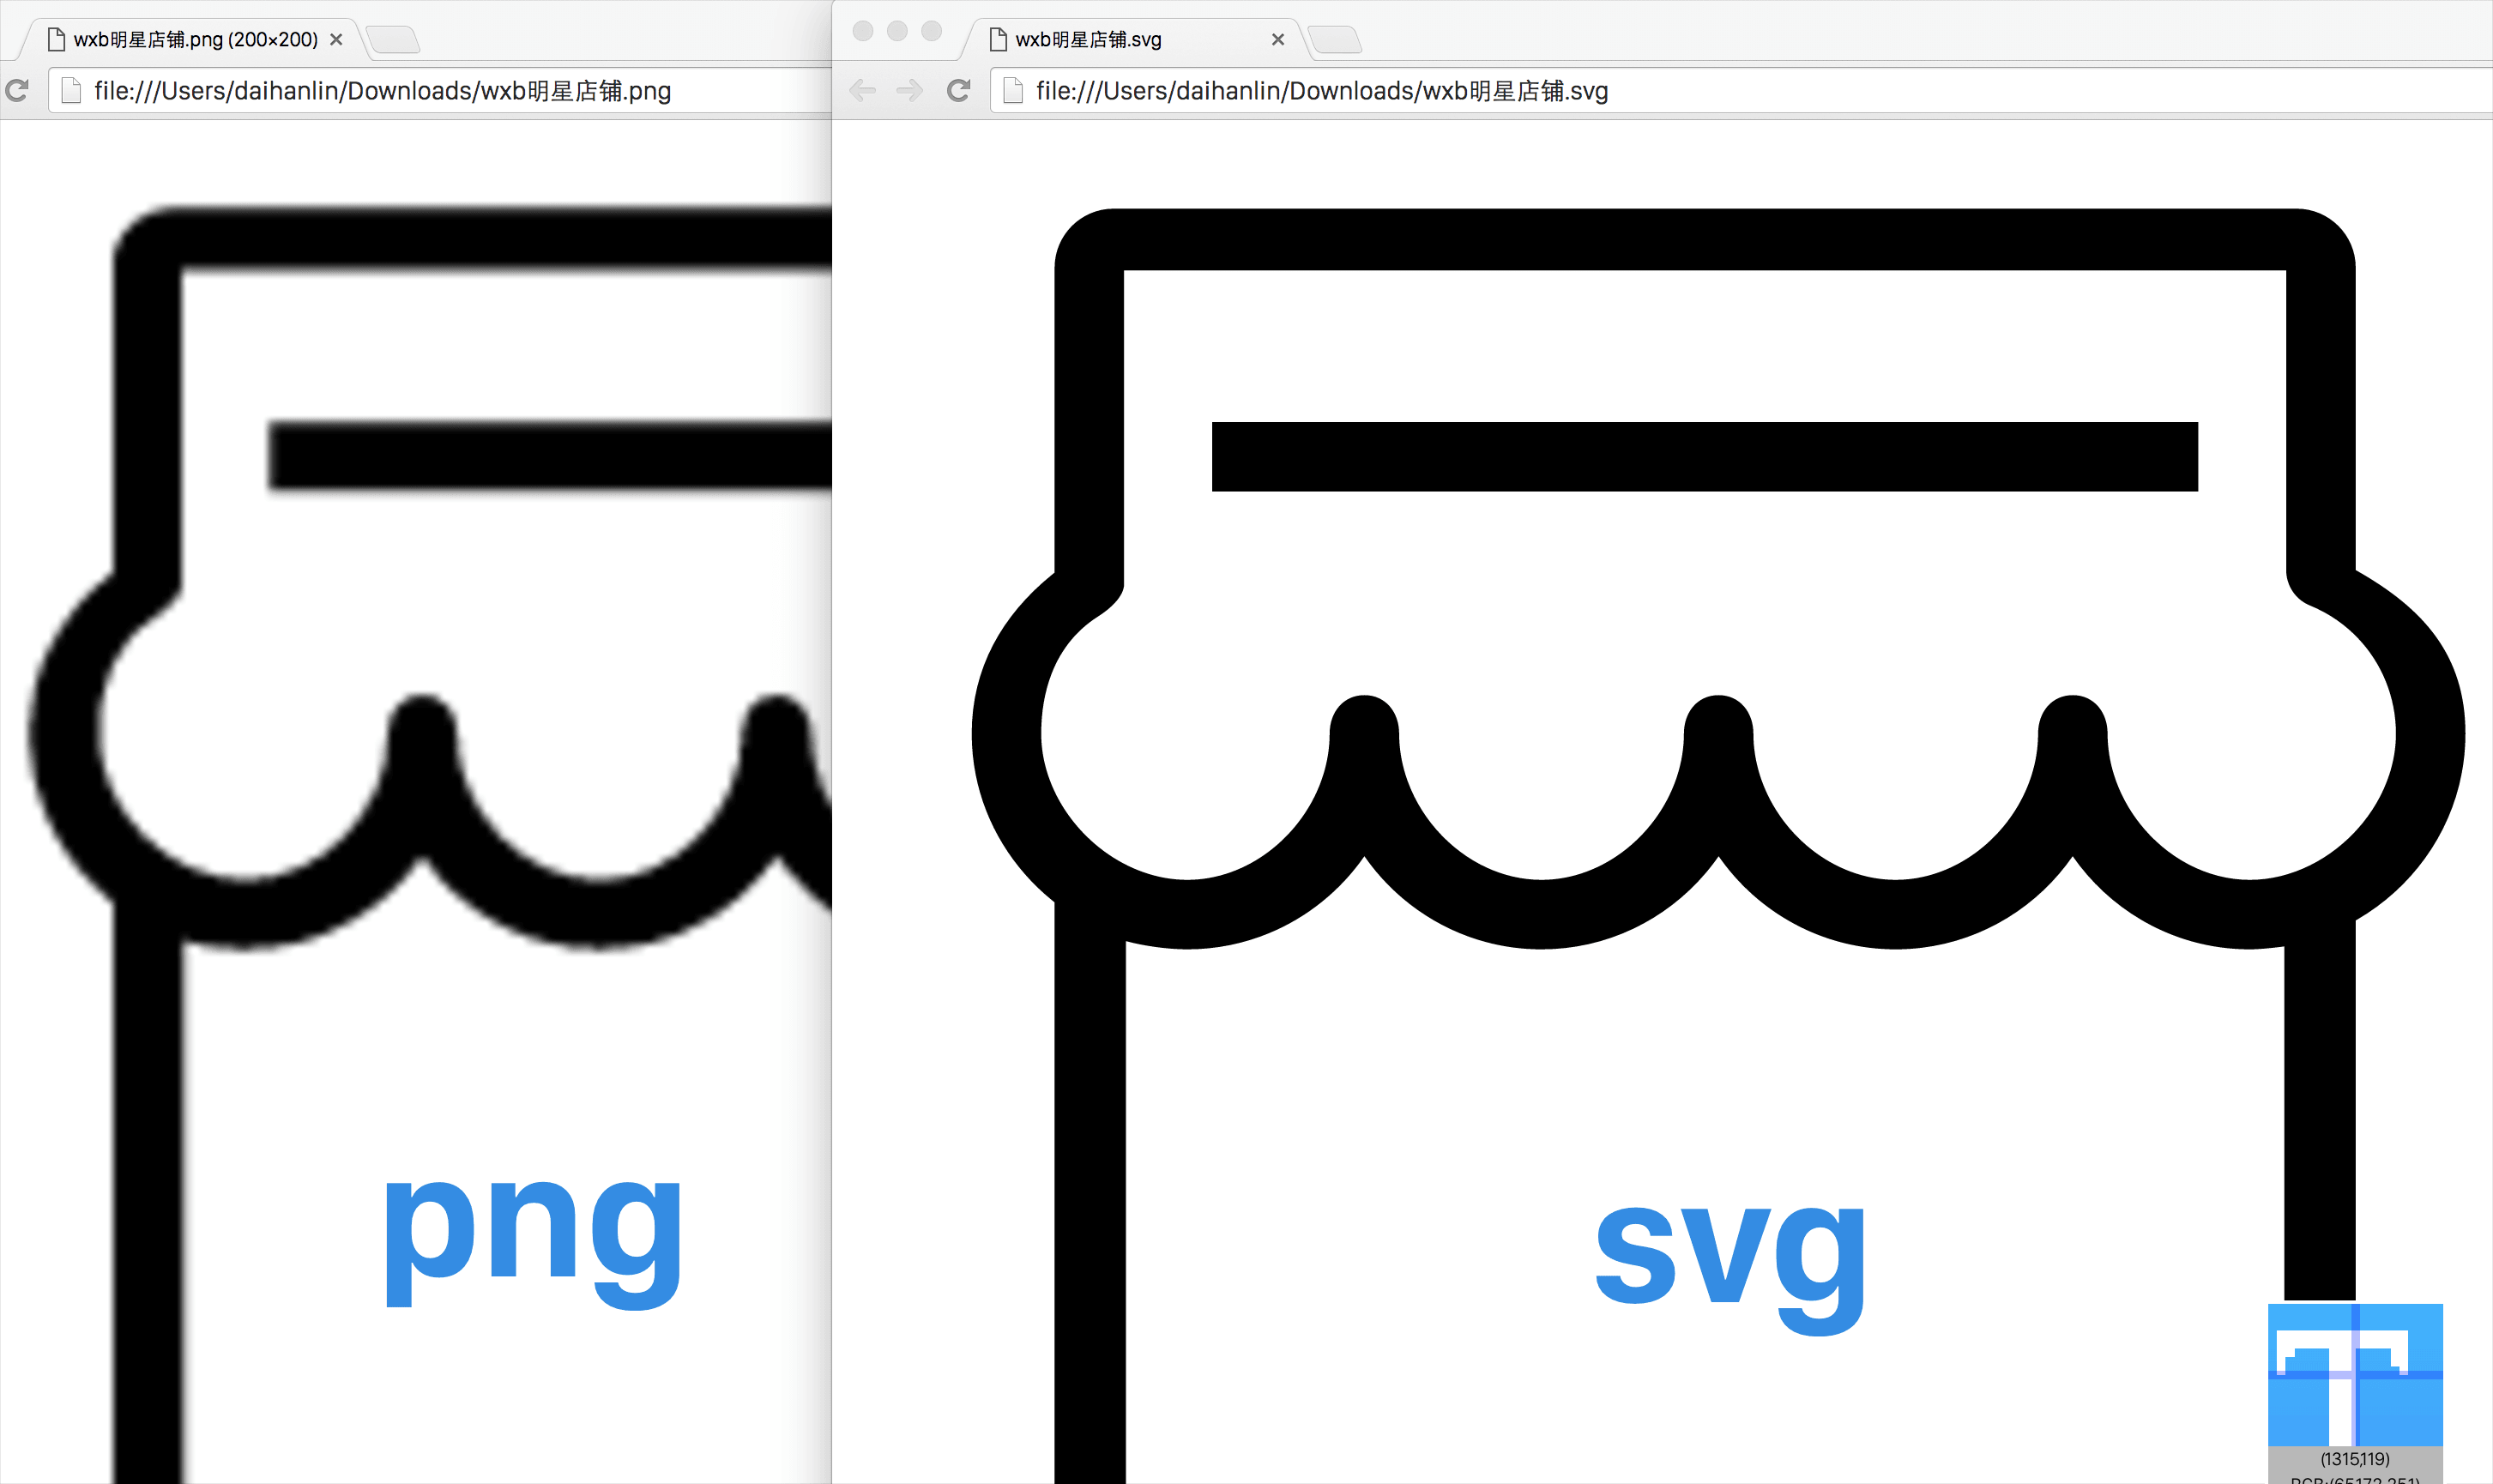 wxb明星店铺.png (200×200)
file:///Users/daihanlin/Downloads/wxb明星店铺.png
png
wxb明星店铺.svg
file:///Users/daihanlin/Downloads/wxb明星店铺.svg
svg
(1315,119)